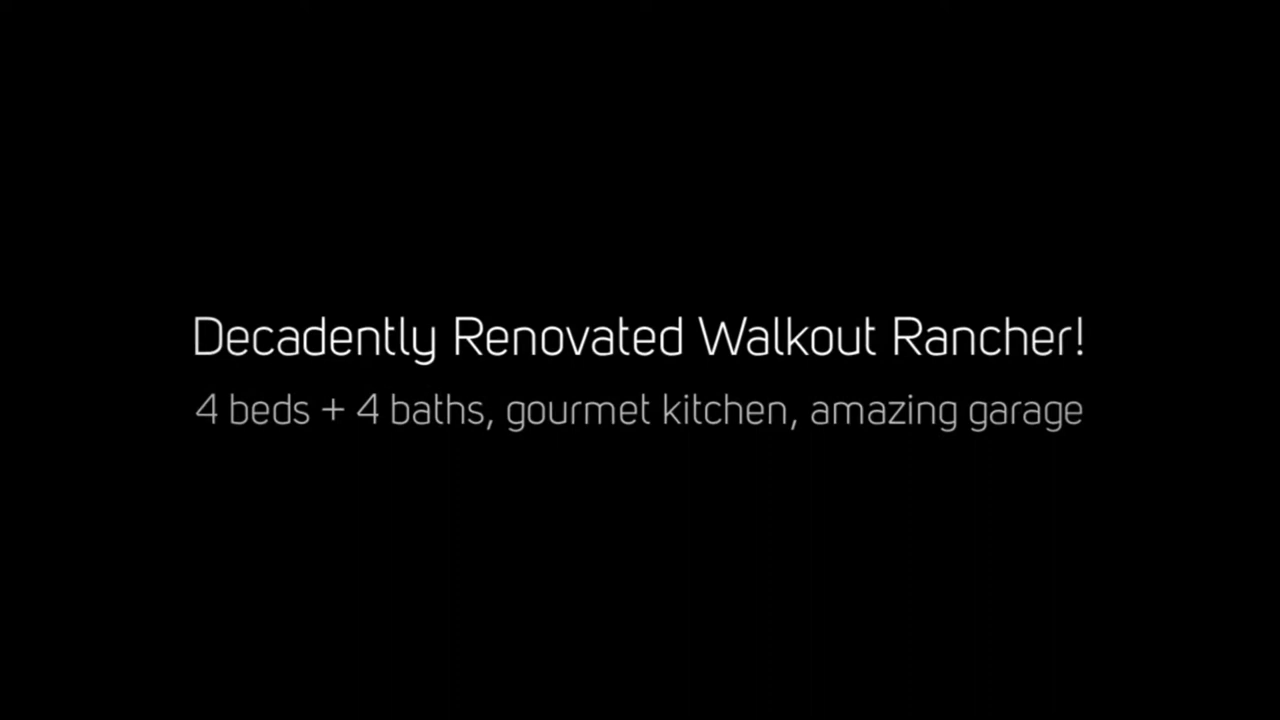 Decadently Renovated Walkout Rancher!
4 beds + 4 baths, gourmet kitchen, amazing garage